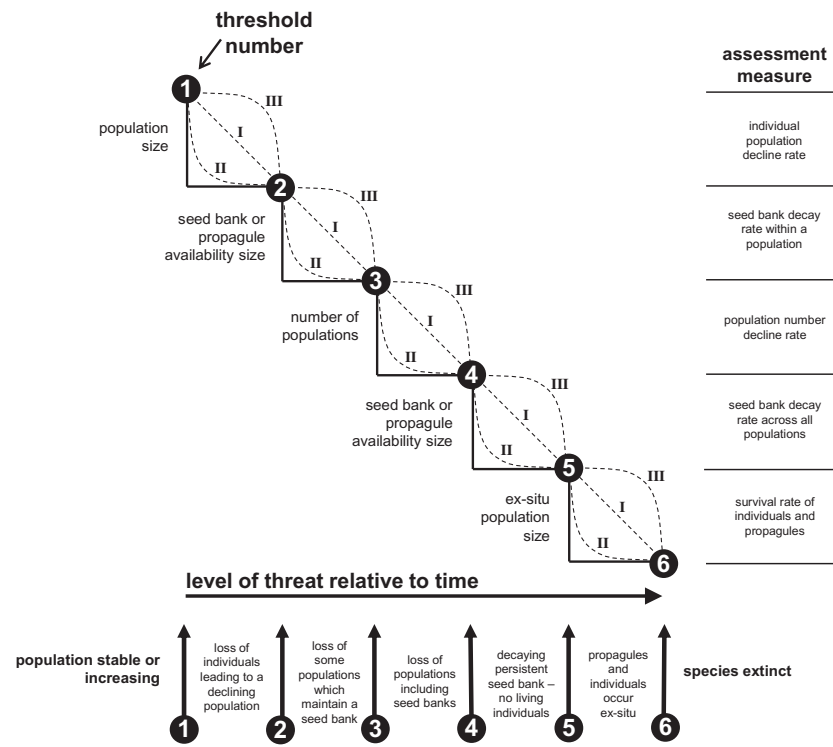 threshold
number
assessment
measure
1
III
I
II
population
size
individual
population
decline rate
2
III
I
II
seed bank or
propagule
availability size
seed bank decay
rate within a
population
3
III
I
II
number of
populations
population number
decline rate
4
III
I
II
seed bank or
propagule
availability size
seed bank decay
rate across all
populations
5
III
I
II
ex-situ
population
size
survival rate of
individuals and
propagules
6
level of threat relative to time
population stable or
increasing
loss of
individuals
leading to a
declining
population
loss of
some
populations
which
maintain a
seed bank
loss of
populations
including
seed banks
decaying
persistent
seed bank –
no living
individuals
propagules
and
individuals
occur
ex-situ
species extinct
1
2
3
4
5
6